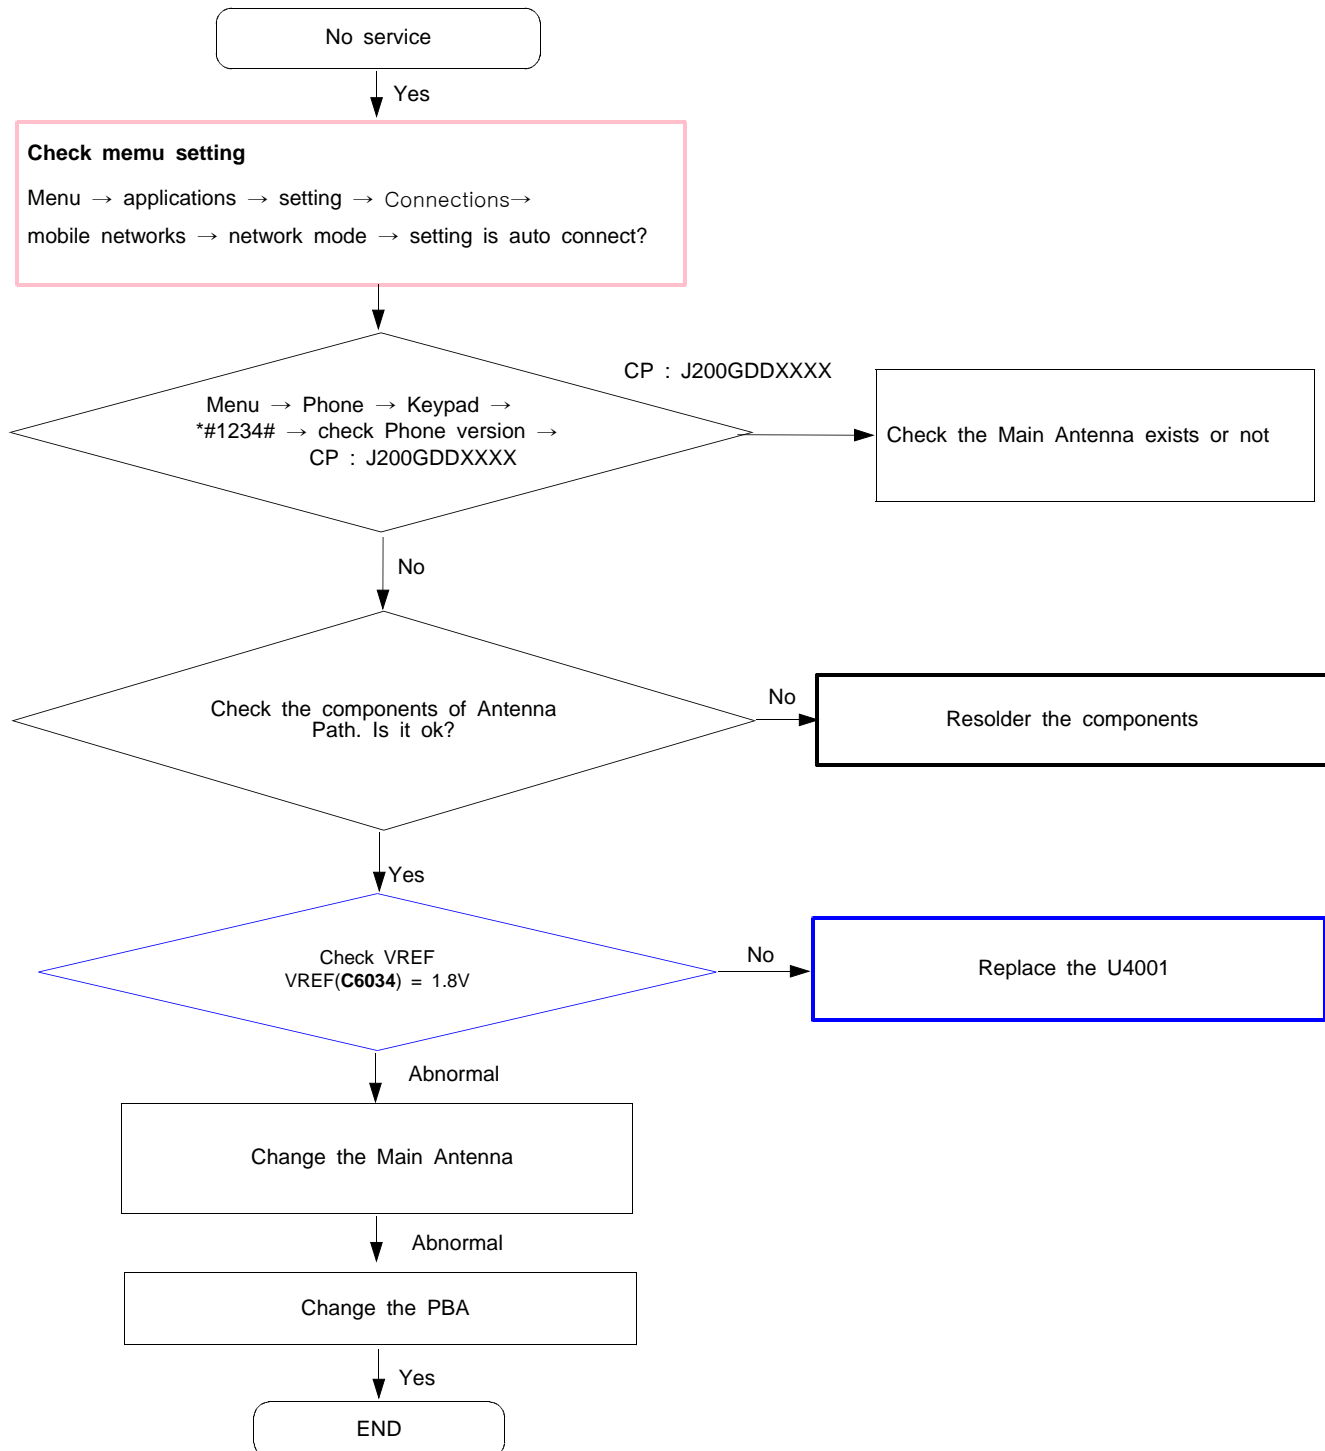 No service
Yes
Check memu setting
Menu → applications → setting → Connections→
mobile networks → network mode → setting is auto connect?
CP : J200GDDXXXX
Menu → Phone → Keypad →
*#1234# → check Phone version →
CP : J200GDDXXXX
Check the Main Antenna exists or not
No
Check the components of Antenna
Path. Is it ok?
No
Resolder the components
Yes
Check VREF
VREF(C6034) = 1.8V
No
Replace the U4001
Abnormal
Change the Main Antenna
Abnormal
Change the PBA
Yes
END